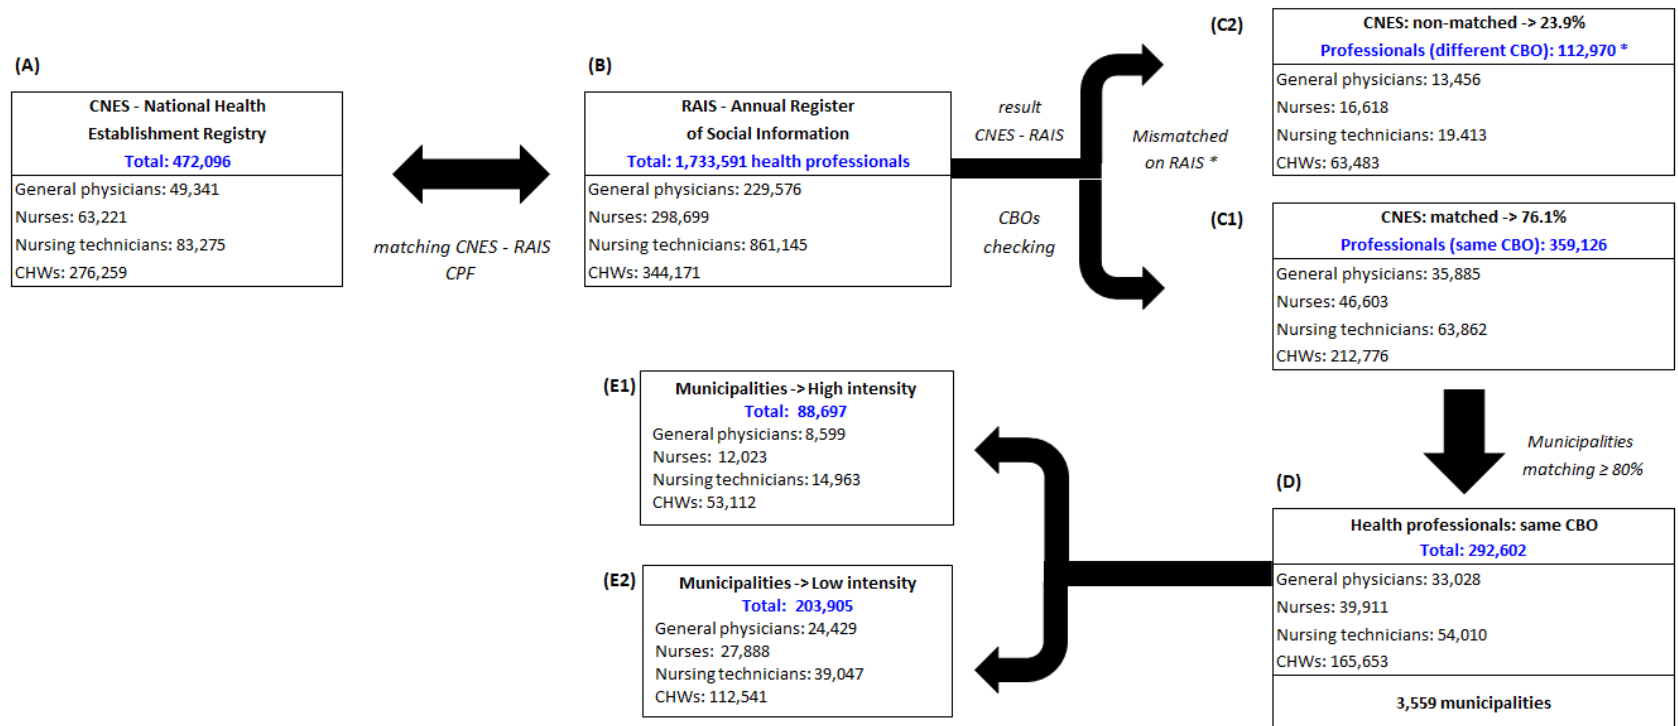 (A)
CNES - National Health
Establishment Registry
Total: 472,096
General physicians: 49,341
Nurses: 63,221
Nursing technicians: 83,275
CHWs: 276,259
matching CNES - RAIS
CPF
(B)
RAIS - Annual Register
of Social Information
Total: 1,733,591 health professionals
General physicians: 229,576
Nurses: 298,699
Nursing technicians: 861,145
CHWs: 344,171
result
CNES - RAIS
CBOs
checking
Mismatched
on RAIS *
(C2)
CNES: non-matched -> 23.9%
Professionals (different CBO): 112,970 *
General physicians: 13,456
Nurses: 16,618
Nursing technicians: 19.413
CHWs: 63,483
(C1)
CNES: matched -> 76.1%
Professionals (same CBO): 359,126
General physicians: 35,885
Nurses: 46,603
Nursing technicians: 63,862
CHWs: 212,776
Municipalities
matching ≥ 80%
(D)
Health professionals: same CBO
Total: 292,602
General physicians: 33,028
Nurses: 39,911
Nursing technicians: 54,010
CHWs: 165,653
3,559 municipalities
(E1)
Municipalities -> High intensity
Total: 88,697
General physicians: 8,599
Nurses: 12,023
Nursing technicians: 14,963
CHWs: 53,112
(E2)
Municipalities -> Low intensity
Total: 203,905
General physicians: 24,429
Nurses: 27,888
Nursing technicians: 39,047
CHWs: 112,541